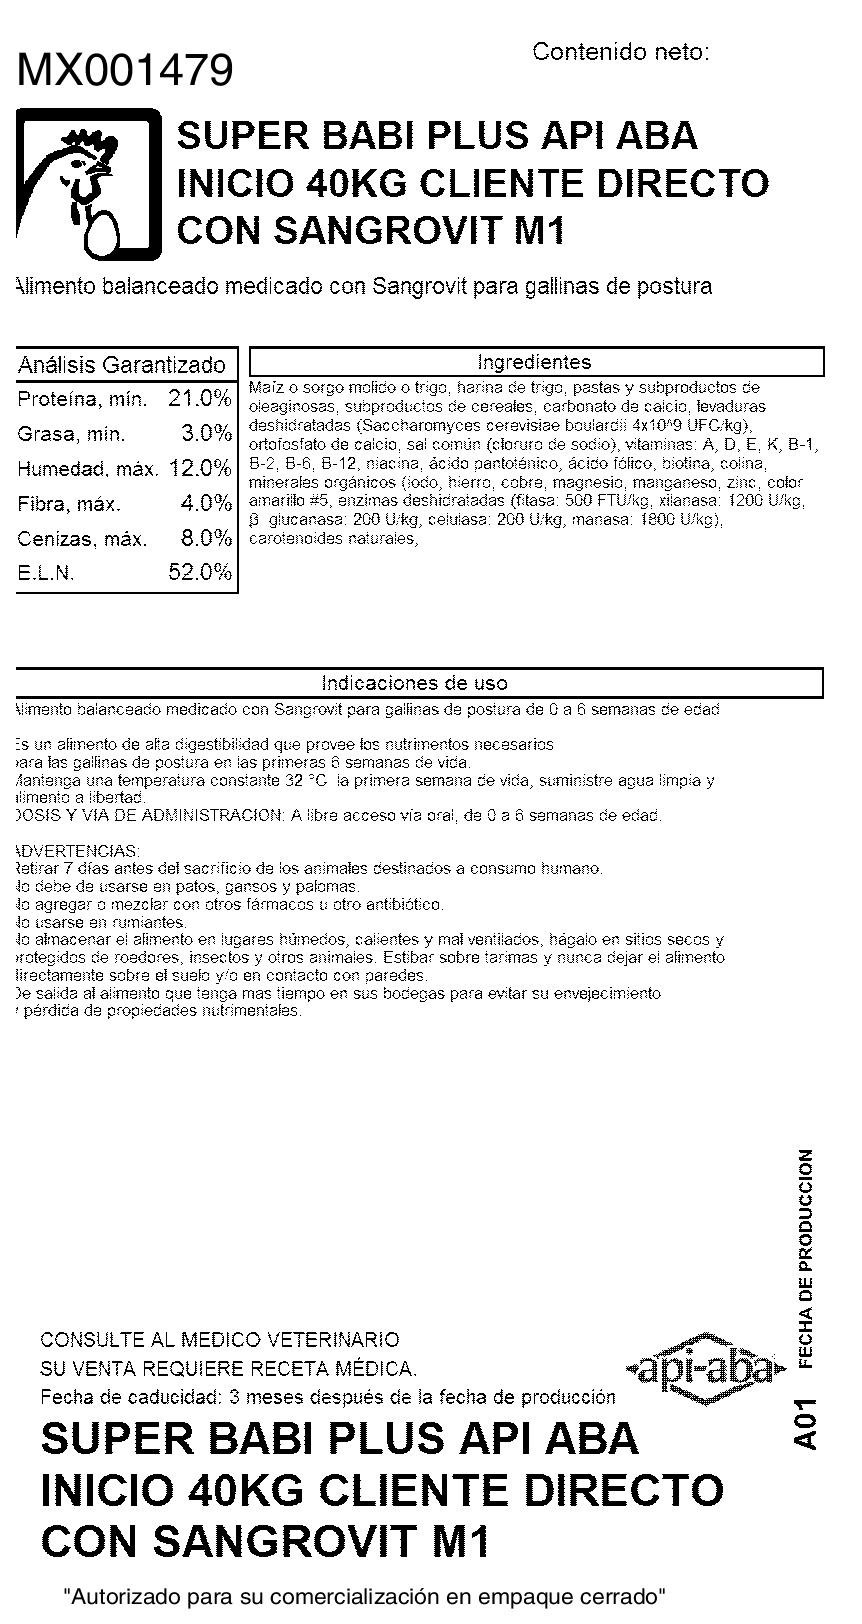 Contenido neto:
MX001479
SUPER BABI PLUS API ABA
INICIO 40KG CLIENTE DIRECTO
CON SANGROVIT M1
Alimento balanceado medicado con Sangrovit para gallinas de postura
Análisis Garantizado
Proteína, mín. 21.0%
Grasa, mín. 3.0%
Humedad, máx. 12.0%
Fibra, máx. 4.0%
Cenizas, máx. 8.0%
E.L.N. 52.0%
Ingredientes
Maíz o sorgo molido o trigo, harina de trigo, pastas y subproductos de
oleaginosas, subproductos de cereales, carbonato de calcio, levaduras
deshidratadas (Saccharomyces cerevisiae boulardii 4x10^9 UFC/kg),
ortofosfato de calcio, sal común (cloruro de sodio), vitaminas: A, D, E, K, B-1,
B-2, B-6, B-12, niacina, ácido pantoténico, ácido fólico, biotina, colina,
minerales orgánicos (iodo, hierro, cobre, magnesio, manganeso, zinc, color
amarillo #5, enzimas deshidratadas (fitasa: 500 FTU/kg, xilanasa: 1200 U/kg,
β glucanasa: 200 U/kg, celulasa: 200 U/kg, manasa: 1800 U/kg),
carotenoides naturales,
Indicaciones de uso
Alimento balanceado medicado con Sangrovit para gallinas de postura de 0 a 6 semanas de edad
Es un alimento de alta digestibilidad que provee los nutrimentos necesarios
para las gallinas de postura en las primeras 6 semanas de vida.
Mantenga una temperatura constante 32 °C la primera semana de vida, suministre agua limpia y
alimento a libertad.
DOSIS Y VIA DE ADMINISTRACION: A libre acceso vía oral, de 0 a 6 semanas de edad.
ADVERTENCIAS:
Retirar 7 días antes del sacrificio de los animales destinados a consumo humano.
No debe de usarse en patos, gansos y palomas.
No agregar o mezclar con otros fármacos u otro antibiótico.
No usarse en rumiantes.
No almacenar el alimento en lugares húmedos, calientes y mal ventilados, hágalo en sitios secos y
protegidos de roedores, insectos y otros animales. Estibar sobre tarimas y nunca dejar el alimento
directamente sobre el suelo y/o en contacto con paredes.
De salida al alimento que tenga mas tiempo en sus bodegas para evitar su envejecimiento
y pérdida de propiedades nutrimentales.
A01 FECHA DE PRODUCCION
CONSULTE AL MEDICO VETERINARIO
SU VENTA REQUIERE RECETA MÉDICA.
Fecha de caducidad: 3 meses después de la fecha de producción
api-aba
SUPER BABI PLUS API ABA
INICIO 40KG CLIENTE DIRECTO
CON SANGROVIT M1
"Autorizado para su comercialización en empaque cerrado"